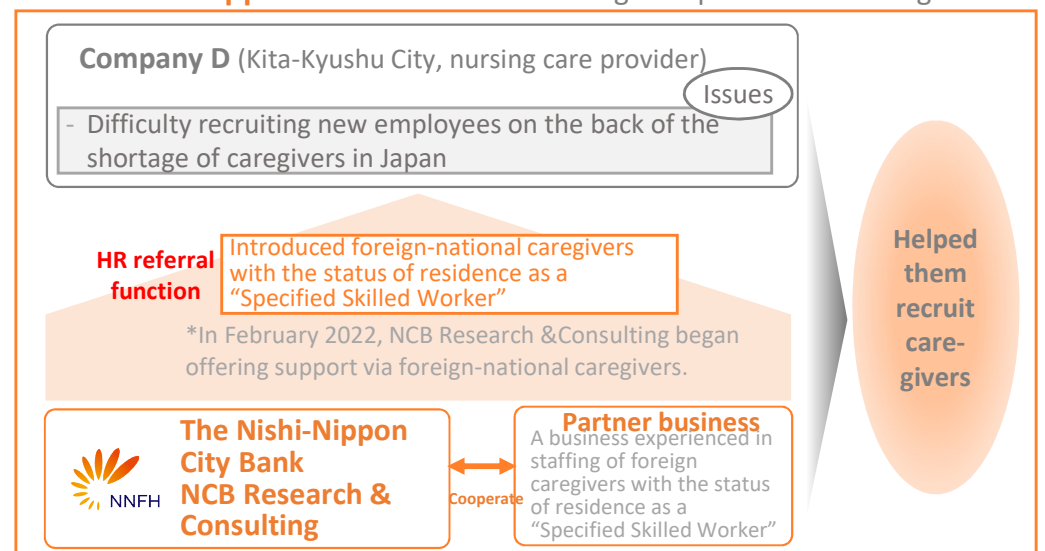 Company D (Kita-Kyushu City, nursing care provider)
Issues
- Difficulty recruiting new employees on the back of the
shortage of caregivers in Japan
HR referral
function
Introduced foreign-national caregivers
with the status of residence as a
“Specified Skilled Worker”
*In February 2022, NCB Research &Consulting began
offering support via foreign-national caregivers.
Helped
them
recruit
care-
givers
NNFH
The Nishi-Nippon
City Bank
NCB Research &
Consulting
Cooperate
Partner business
A business experienced in
staffing of foreign
caregivers with the status
of residence as a
“Specified Skilled Worker”